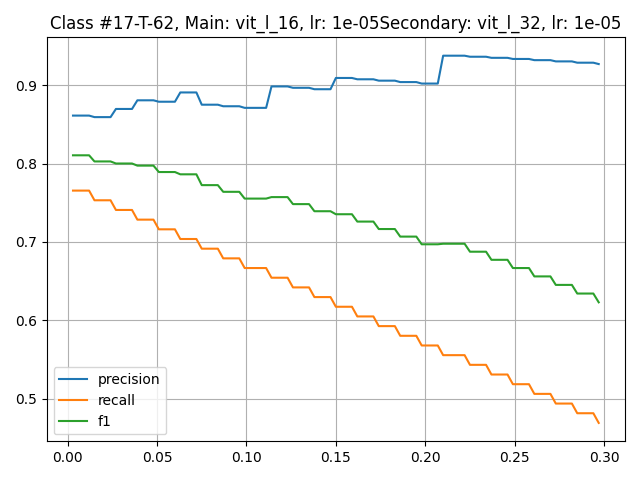 Class #17-T-62, Main: vit_l_16, lr: 1e-05Secondary: vit_l_32, lr: 1e-05
0.9
0.8
0.7
0.6
0.5
precision
recall
f1
0.00 0.05 0.10 0.15 0.20 0.25 0.30